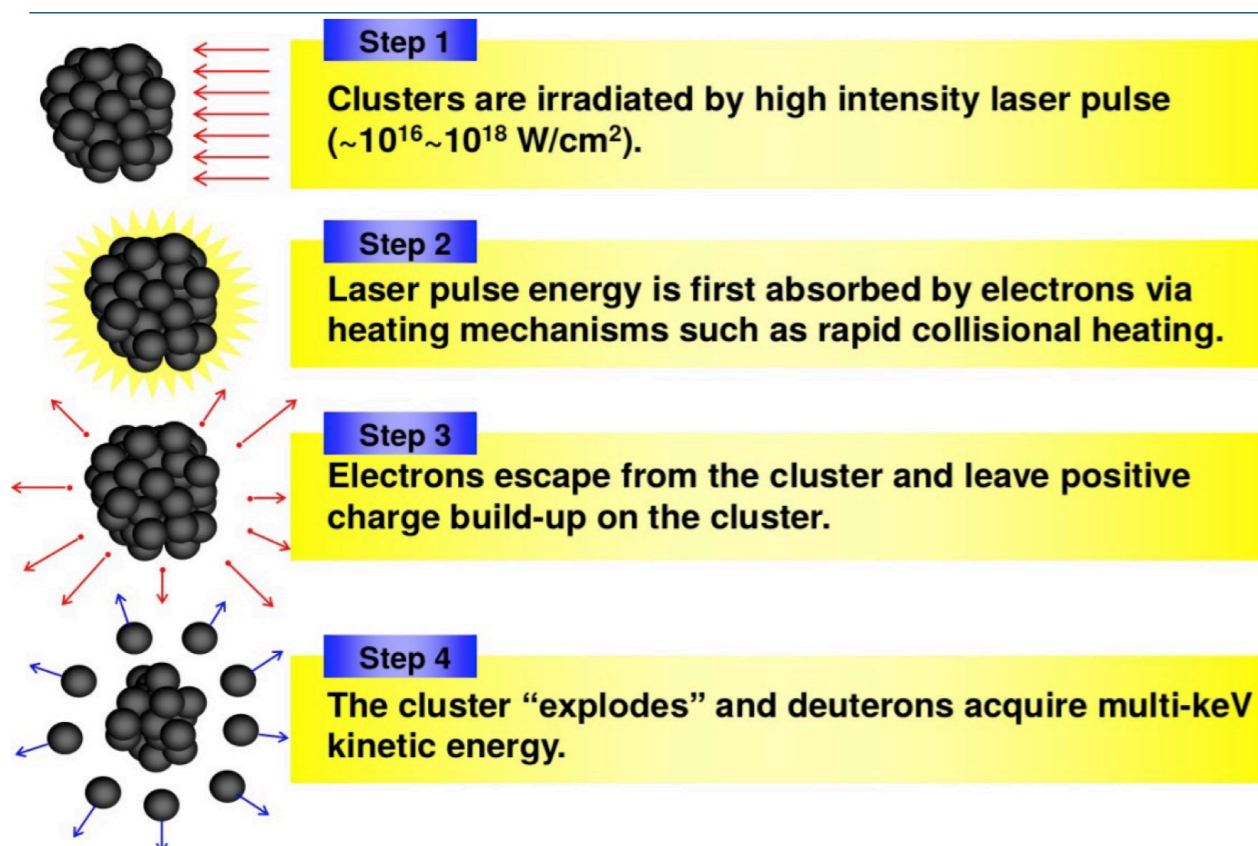 Step 1
Clusters are irradiated by high intensity laser pulse
(~10¹⁶~10¹⁸ W/cm²).
Step 2
Laser pulse energy is first absorbed by electrons via
heating mechanisms such as rapid collisional heating.
Step 3
Electrons escape from the cluster and leave positive
charge build-up on the cluster.
Step 4
The cluster “explodes” and deuterons acquire multi-keV
kinetic energy.